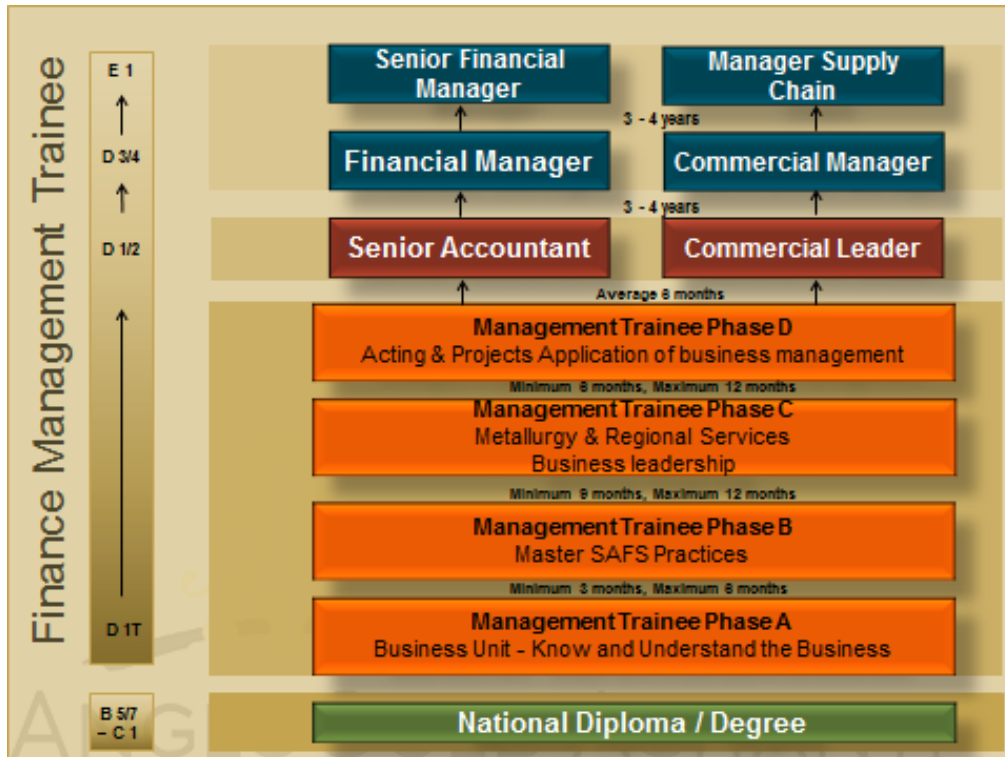 Finance Management Trainee
E 1
D 3/4
D 1/2
D 1T
B 5/7
– C 1
Senior Financial
Manager
Manager Supply
Chain
3 - 4 years
Financial Manager
Commercial Manager
3 - 4 years
Senior Accountant
Commercial Leader
Average 6 months
Management Trainee Phase D
Acting & Projects Application of business management
Minimum 6 months, Maximum 12 months
Management Trainee Phase C
Metallurgy & Regional Services
Business leadership
Minimum 9 months, Maximum 12 months
Management Trainee Phase B
Master SAFS Practices
Minimum 3 months, Maximum 6 months
Management Trainee Phase A
Business Unit - Know and Understand the Business
National Diploma / Degree